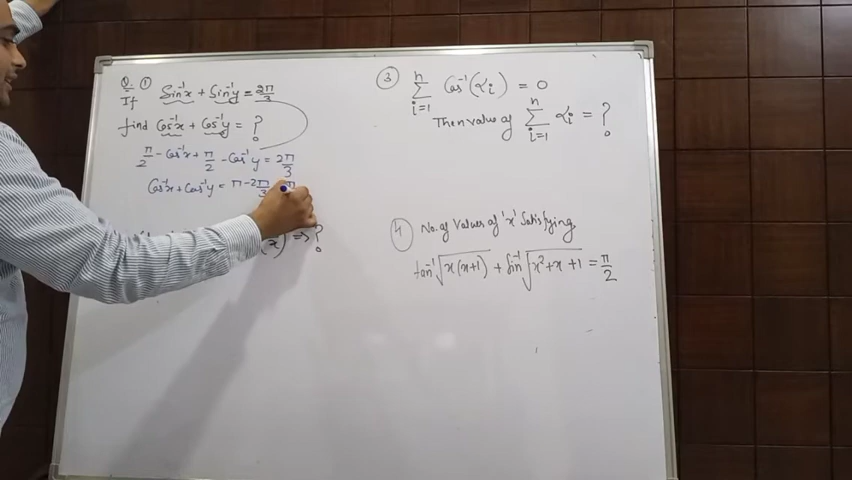 Q. ①
If Sin⁻¹x + Sin⁻¹y = 2π/3
find Cos⁻¹x + Cos⁻¹y = ?
π/2 - Cos⁻¹x + π/2 - Cos⁻¹y = 2π/3
Cos⁻¹x + Cos⁻¹y = π - 2π/3 = π
(x) => ?
③ n∑i=1 Cos⁻¹(αi) = 0
Then value of n∑i=1 αi = ?
4 No. of Values of 'x' Satisfying
tan⁻¹√x(x+1) + Sin⁻¹√x²+x+1 = π/2